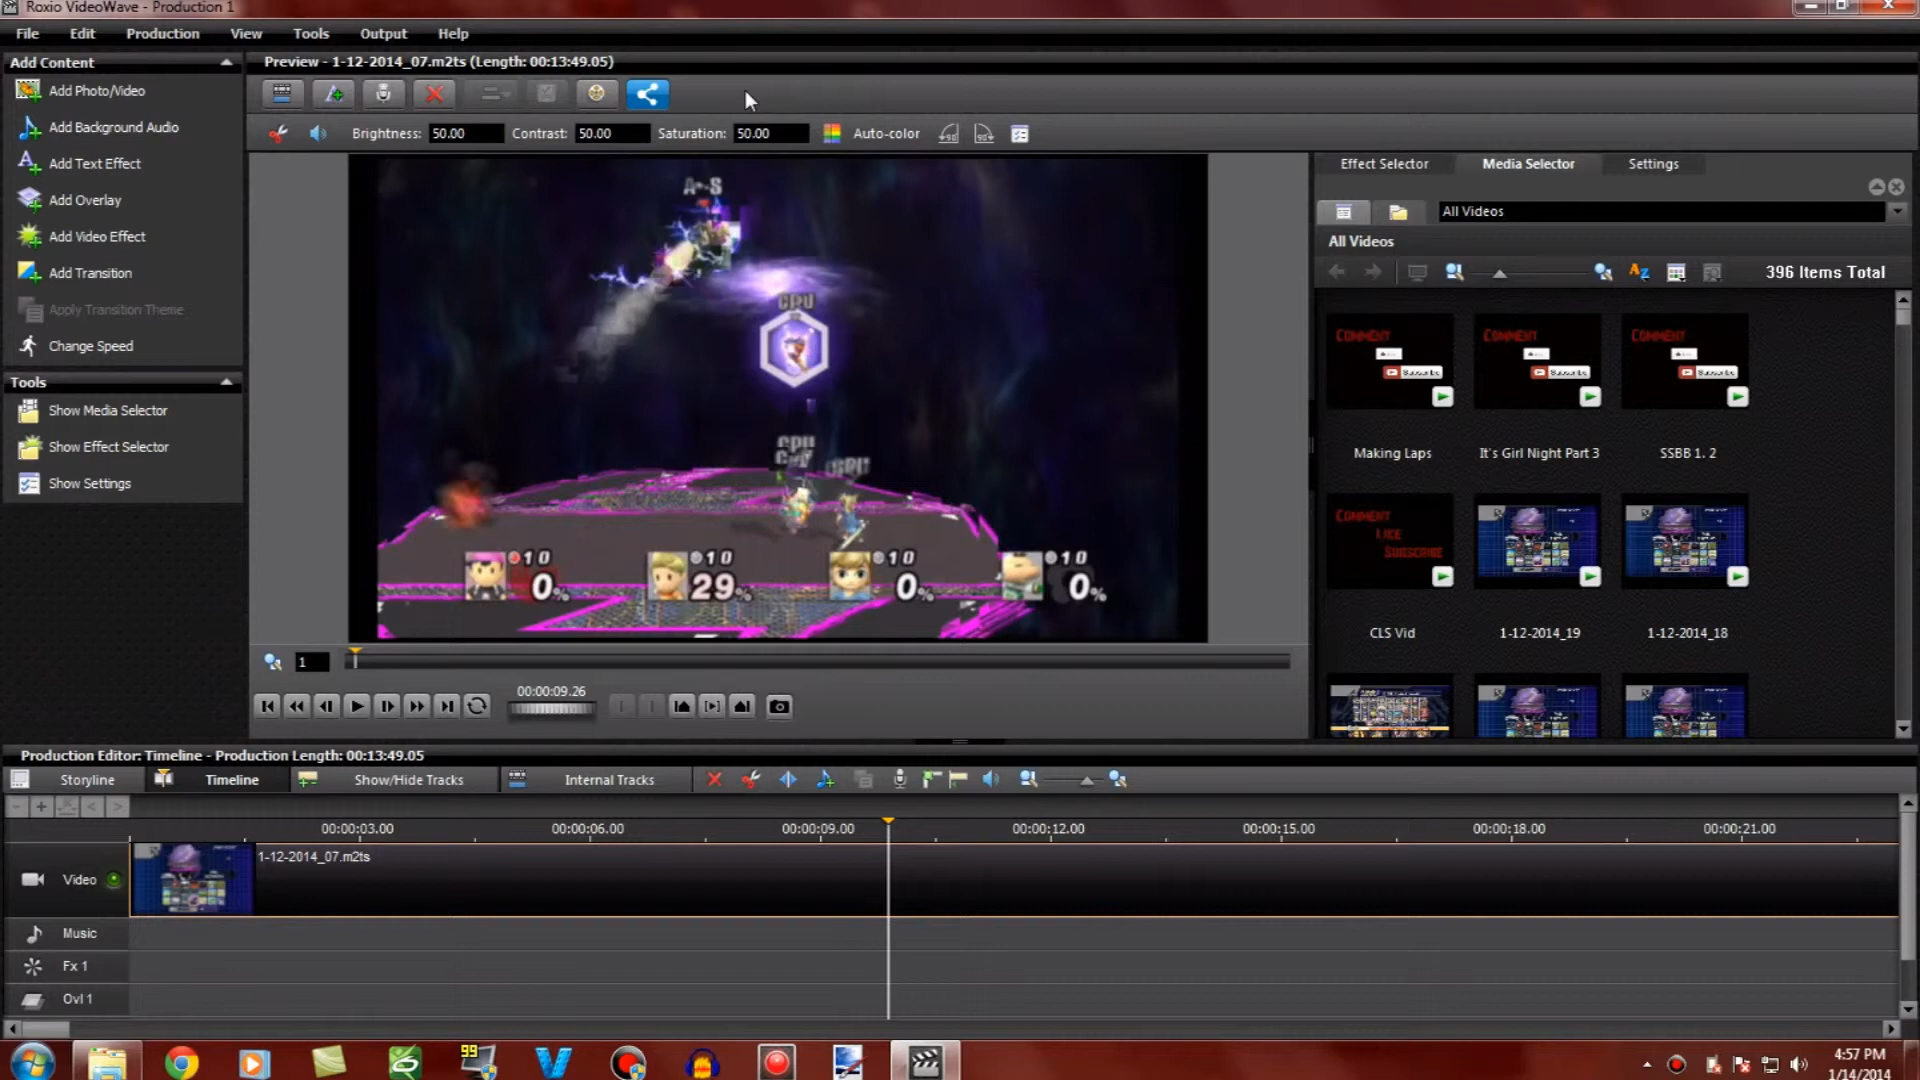 Roxio VideoWave - Production 1
File Edit Production View Tools Output Help
Add Content
Add Photo/Video
Add Background Audio
Add Text Effect
Add Overlay
Add Video Effect
Add Transition
Apply Transition Theme
Change Speed
Tools
Show Media Selector
Show Effect Selector
Show Settings
Preview - 1-12-2014_07.m2ts (Length: 00:13:49.05)
Brightness: 50.00 Contrast: 50.00 Saturation: 50.00 Auto-color
CPU
CPU
CPU
10 10 10 10
0% 29% 0% 0%
1
00:00:09.26
Effect Selector Media Selector Settings
All Videos
All Videos
396 Items Total
Comment Comment Comment
Subscribe Subscribe Subscribe
Making Laps It's Girl Night Part 3 SSBB 1. 2
Comment
Like
Subscribe
CLS Vid 1-12-2014_19 1-12-2014_18
Production Editor: Timeline - Production Length: 00:13:49.05
Storyline Timeline Show/Hide Tracks Internal Tracks
00:00:03.00 00:00:06.00 00:00:09.00 00:00:12.00 00:00:15.00 00:00:18.00 00:00:21.00
1-12-2014_07.m2ts
Video
Music
Fx 1
Ovl 1
99
4:57 PM
1/14/2014